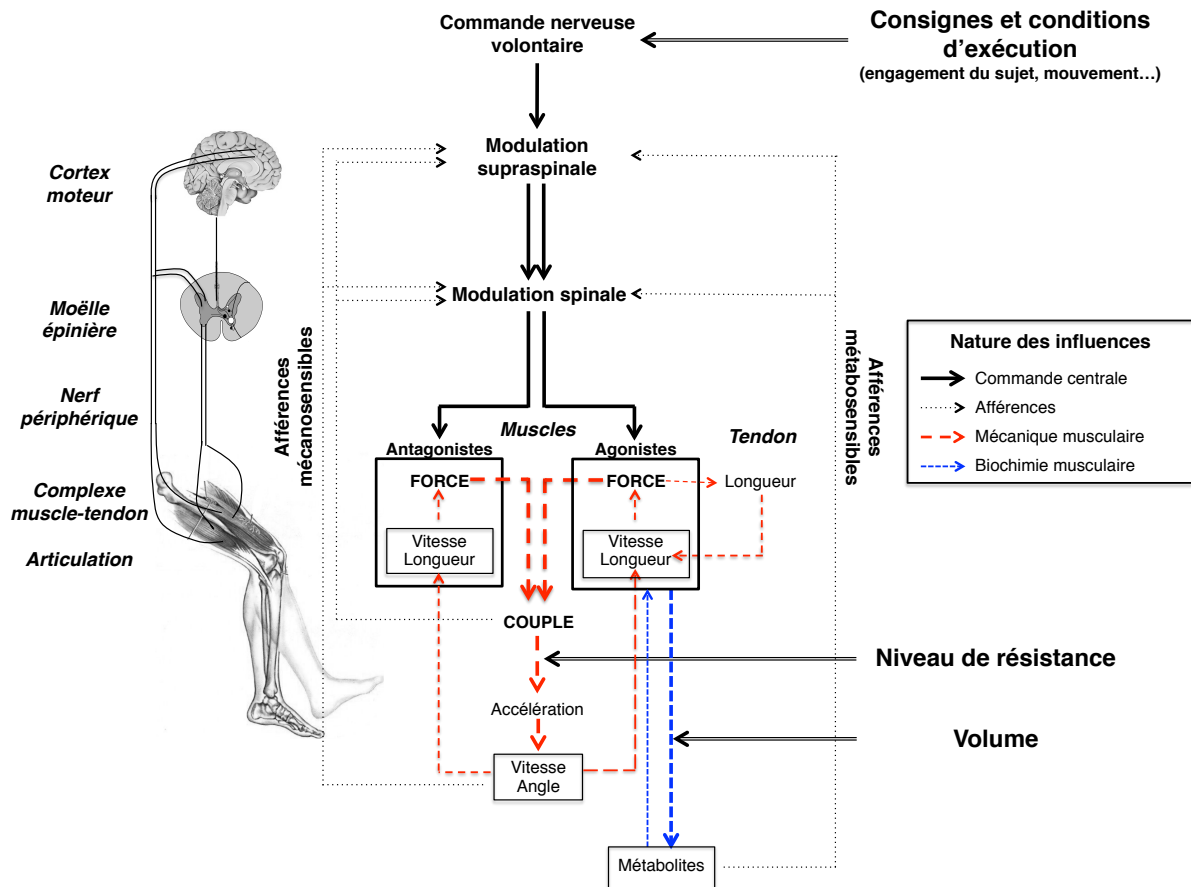 Commande nerveuse
volontaire
Consignes et conditions
d'exécution
(engagement du sujet, mouvement…)
Modulation
supraspinale
Cortex
moteur
Modulation spinale
Moëlle
épinière
Afférences
mécanosensibles
Afférences
métabosensibles
Nature des influences
Commande centrale
Afférences
Mécanique musculaire
Biochimie musculaire
Nerf
périphérique
Muscles
Tendon
Antagonistes
Agonistes
FORCE
FORCE
Longueur
Complexe
muscle-tendon
Vitesse
Longueur
Vitesse
Longueur
Articulation
COUPLE
Niveau de résistance
Accélération
Volume
Vitesse
Angle
Métabolites